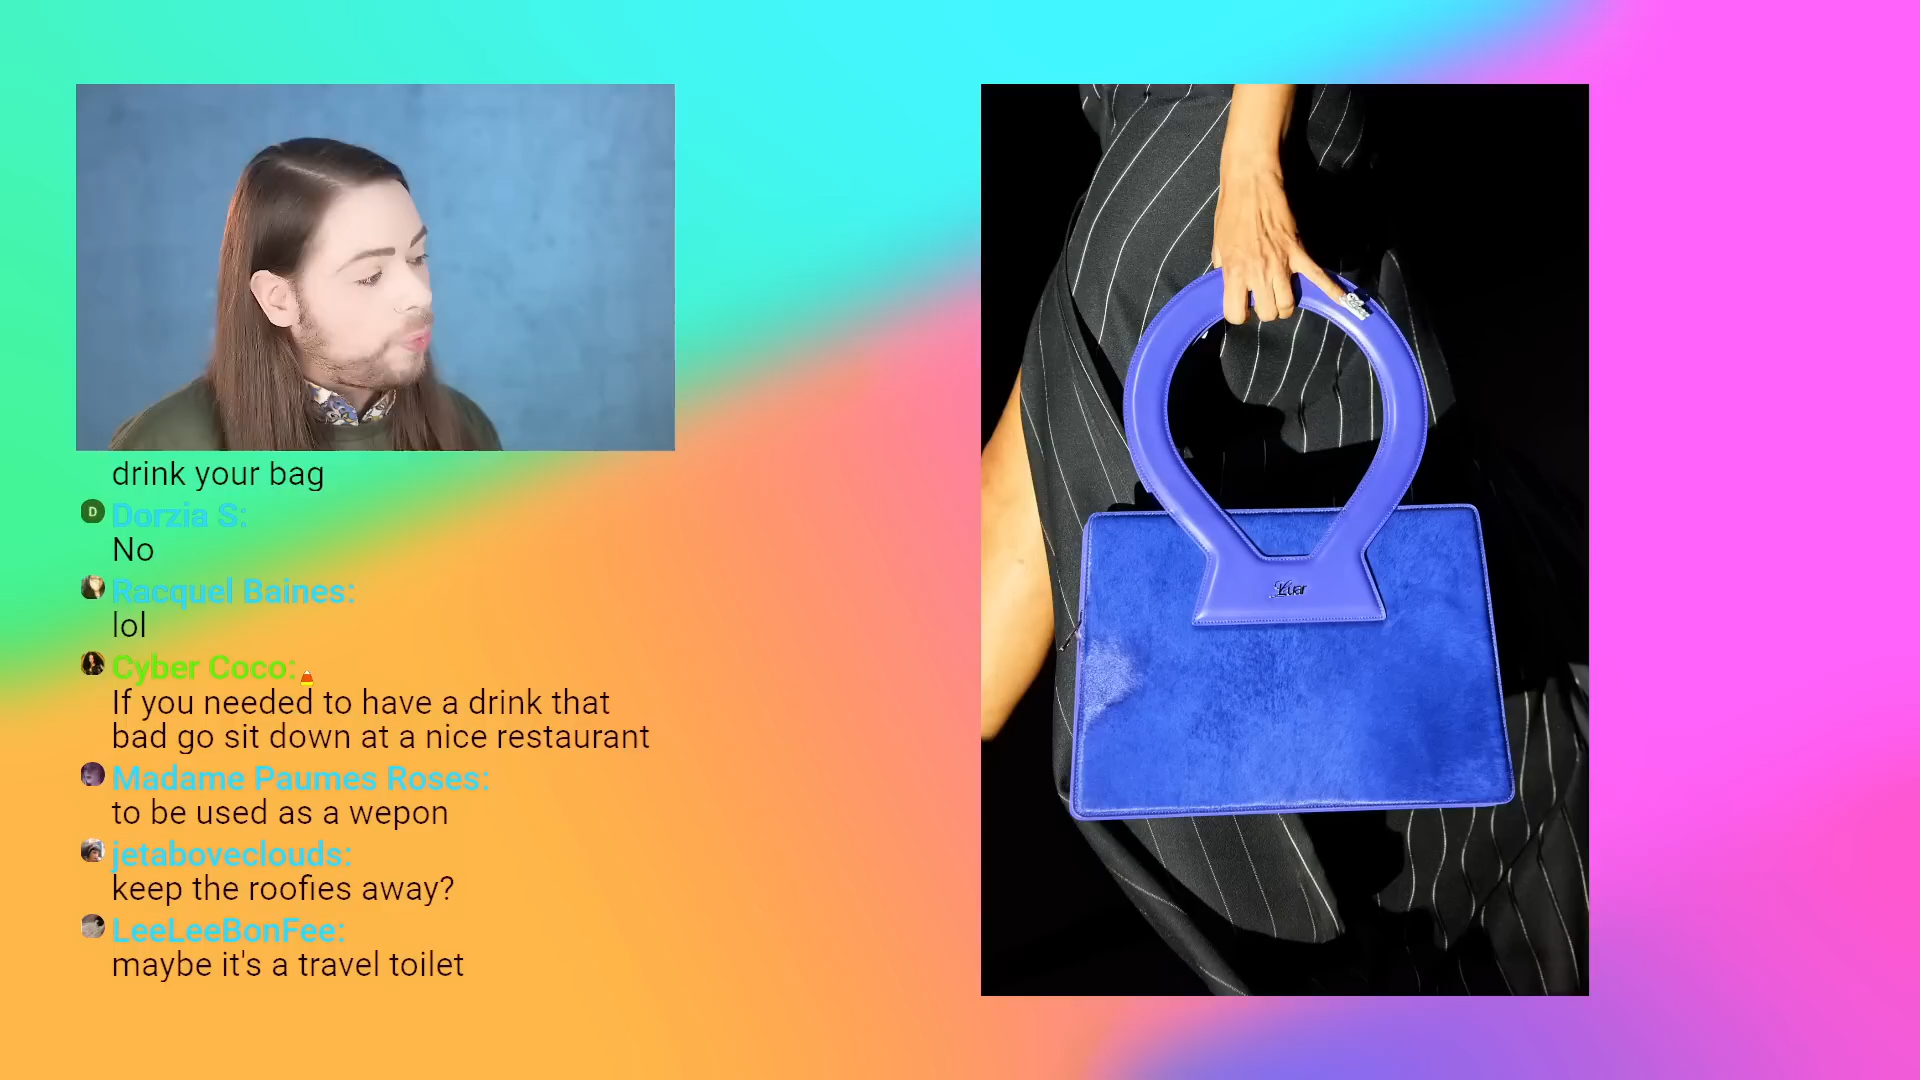 drink your bag
Dorzia S:
No
Racquel Baines:
lol
Cyber Coco:
If you needed to have a drink that
bad go sit down at a nice restaurant
Madame Paumes Roses:
to be used as a wepon
jetaboveclouds:
keep the roofies away?
LeeLeeBonFee:
maybe it's a travel toilet
Luar